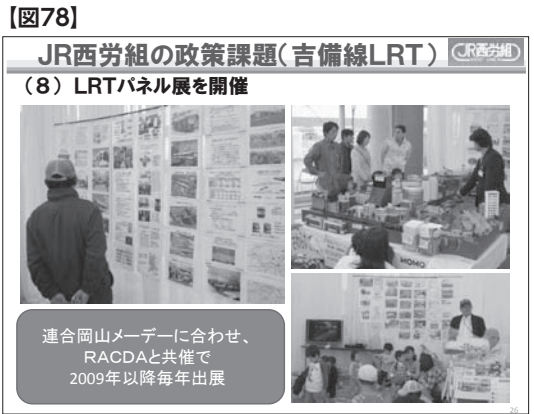 【図78】
JR西労組の政策課題(吉備線LRT)
JR西労組
(8) LRTパネル展を開催
MOMO
連合岡山メーデーに合わせ、
RACDAと共催で
2009年以降毎年出展
26